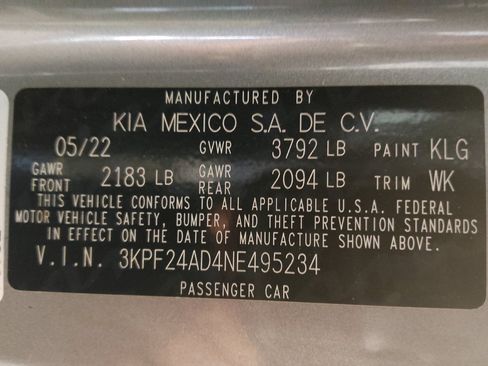 MANUFACTURED BY
KIA MEXICO S.A. DE C.V.
05/22 GVWR 3792 LB PAINT KLG
GAWR FRONT 2183 LB GAWR REAR 2094 LB TRIM WK
THIS VEHICLE CONFORMS TO ALL APPLICABLE U.S.A. FEDERAL
MOTOR VEHICLE SAFETY, BUMPER, AND THEFT PREVENTION STANDARDS
IN EFFECT ON THE DATE OF MANUFACTURE SHOWN ABOVE.
V.I.N. 3KPF24AD4NE495234
PASSENGER CAR